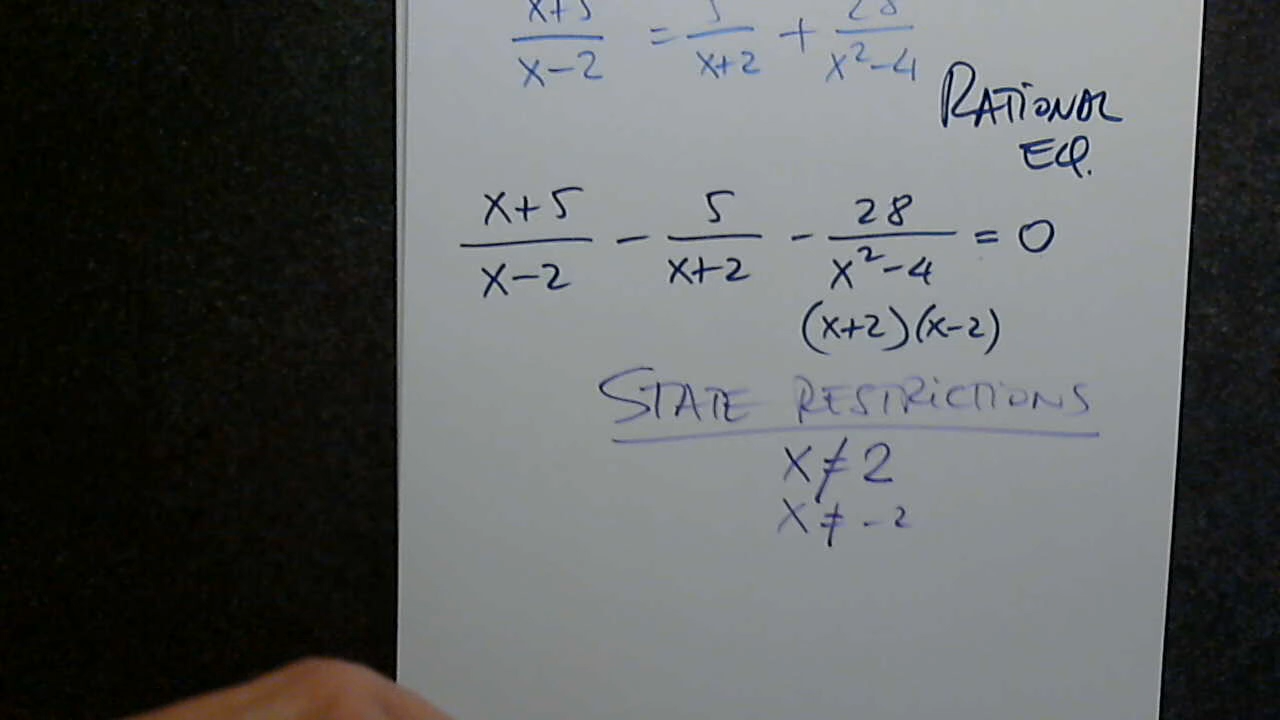 x+5/x-2 = 5/x+2 + 28/x²-4
RATIONAL
EQ.
x+5/x-2 - 5/x+2 - 28/x²-4 = 0
(x+2)(x-2)
STATE RESTRICTIONS
x≠2
x≠-2